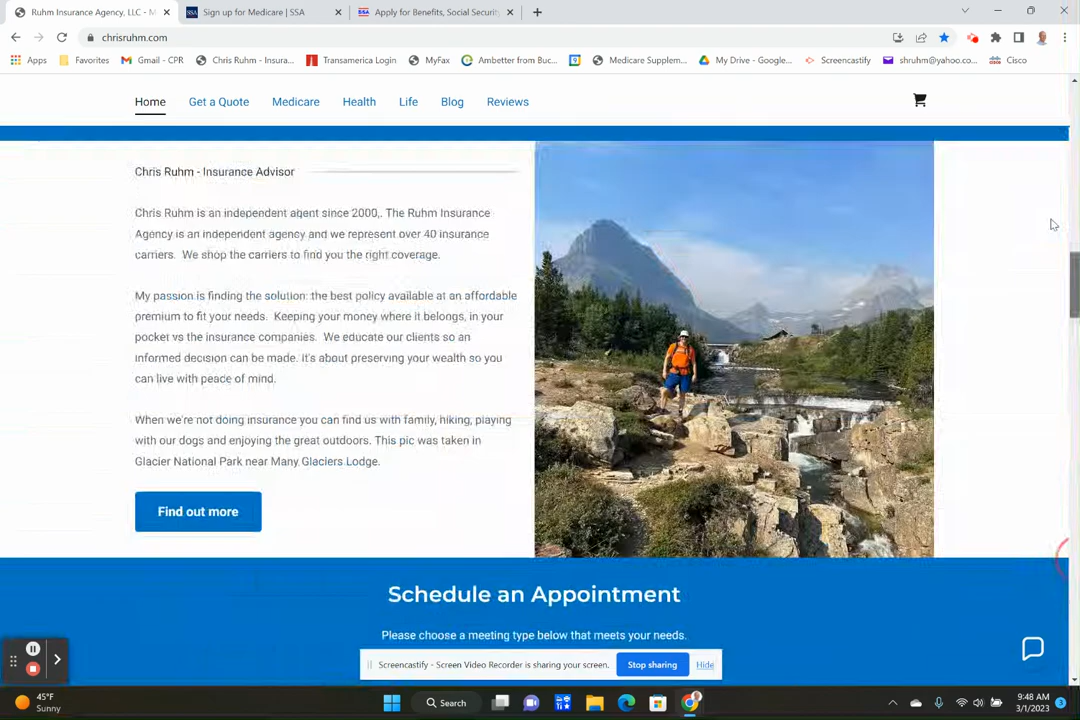 Ruhm Insurance Agency, LLC - M
Sign up for Medicare | SSA
Apply for Benefits, Social Securit
chrisruhm.com
Apps
Favorites
Gmail - CPR
Chris Ruhm - Insura...
Transamerica Login
MyFax
Ambetter from Buc...
Medicare Supplem...
My Drive - Google...
Screencastify
shruhm@yahoo.co...
Cisco
Home
Get a Quote
Medicare
Health
Life
Blog
Reviews
Chris Ruhm - Insurance Advisor
Chris Ruhm is an independent agent since 2000,. The Ruhm Insurance
Agency is an independent agency and we represent over 40 insurance
carriers. We shop the carriers to find you the right coverage.
My passion is finding the solution: the best policy available at an affordable
premium to fit your needs. Keeping your money where it belongs, in your
pocket vs the insurance companies. We educate our clients so an
informed decision can be made. it's about preserving your wealth so you
can live with peace of mind.
When we're not doing insurance you can find us with family, hiking, playing
with our dogs and enjoying the great outdoors. This pic was taken in
Glacier National Park near Many Glaciers Lodge.
Find out more
Schedule an Appointment
Please choose a meeting type below that meets your needs.
Screencastify - Screen Video Recorder is sharing your screen.
Stop sharing
Hide
45°F
Sunny
Search
9:48 AM
3/1/2023
3